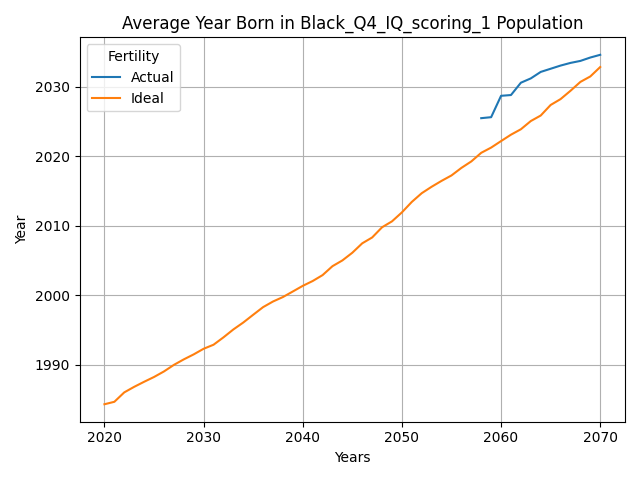 Average Year Born in Black_Q4_IQ_scoring_1 Population
Fertility
Actual
Ideal
2030
2020
2010
2000
1990
Year
2020 2030 2040 2050 2060 2070
Years